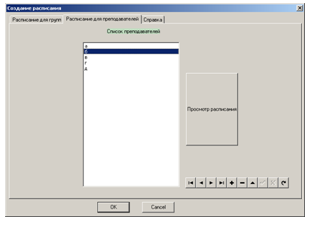 Создание расписания
Расписание для групп Расписание для преподавателей Справка
Список преподавателей
а
б
в
г
д
Просмотр расписания
OK Cancel